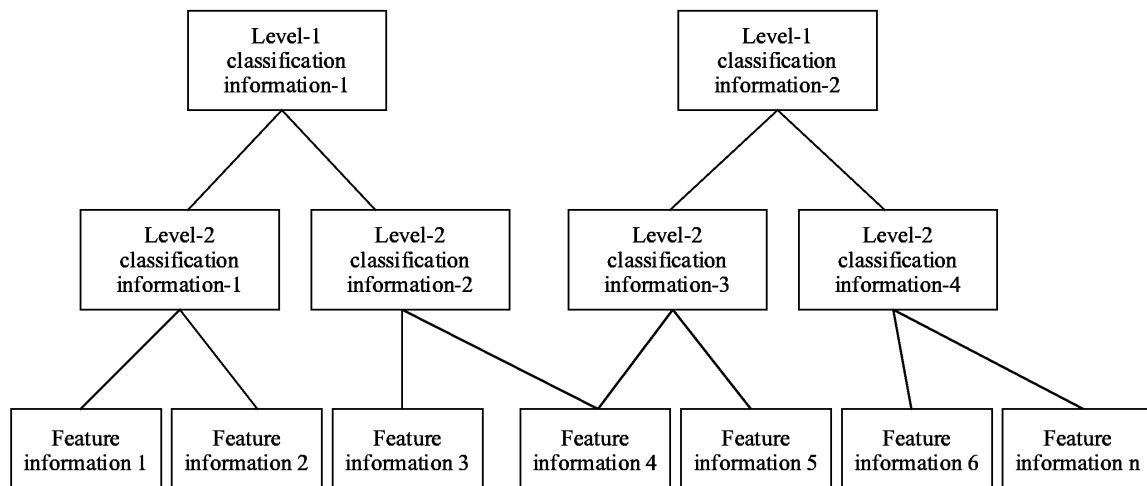 Level-1
classification
information-1
Level-1
classification
information-2
Level-2
classification
information-1
Level-2
classification
information-2
Level-2
classification
information-3
Level-2
classification
information-4
Feature
information 1
Feature
information 2
Feature
information 3
Feature
information 4
Feature
information 5
Feature
information 6
Feature
information n